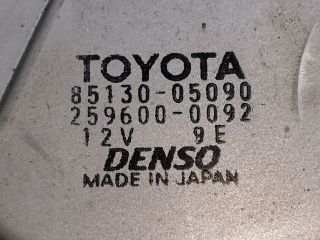 TOYOTA
85130-05090
259600-0092
12V 9E
DENSO
MADE IN JAPAN